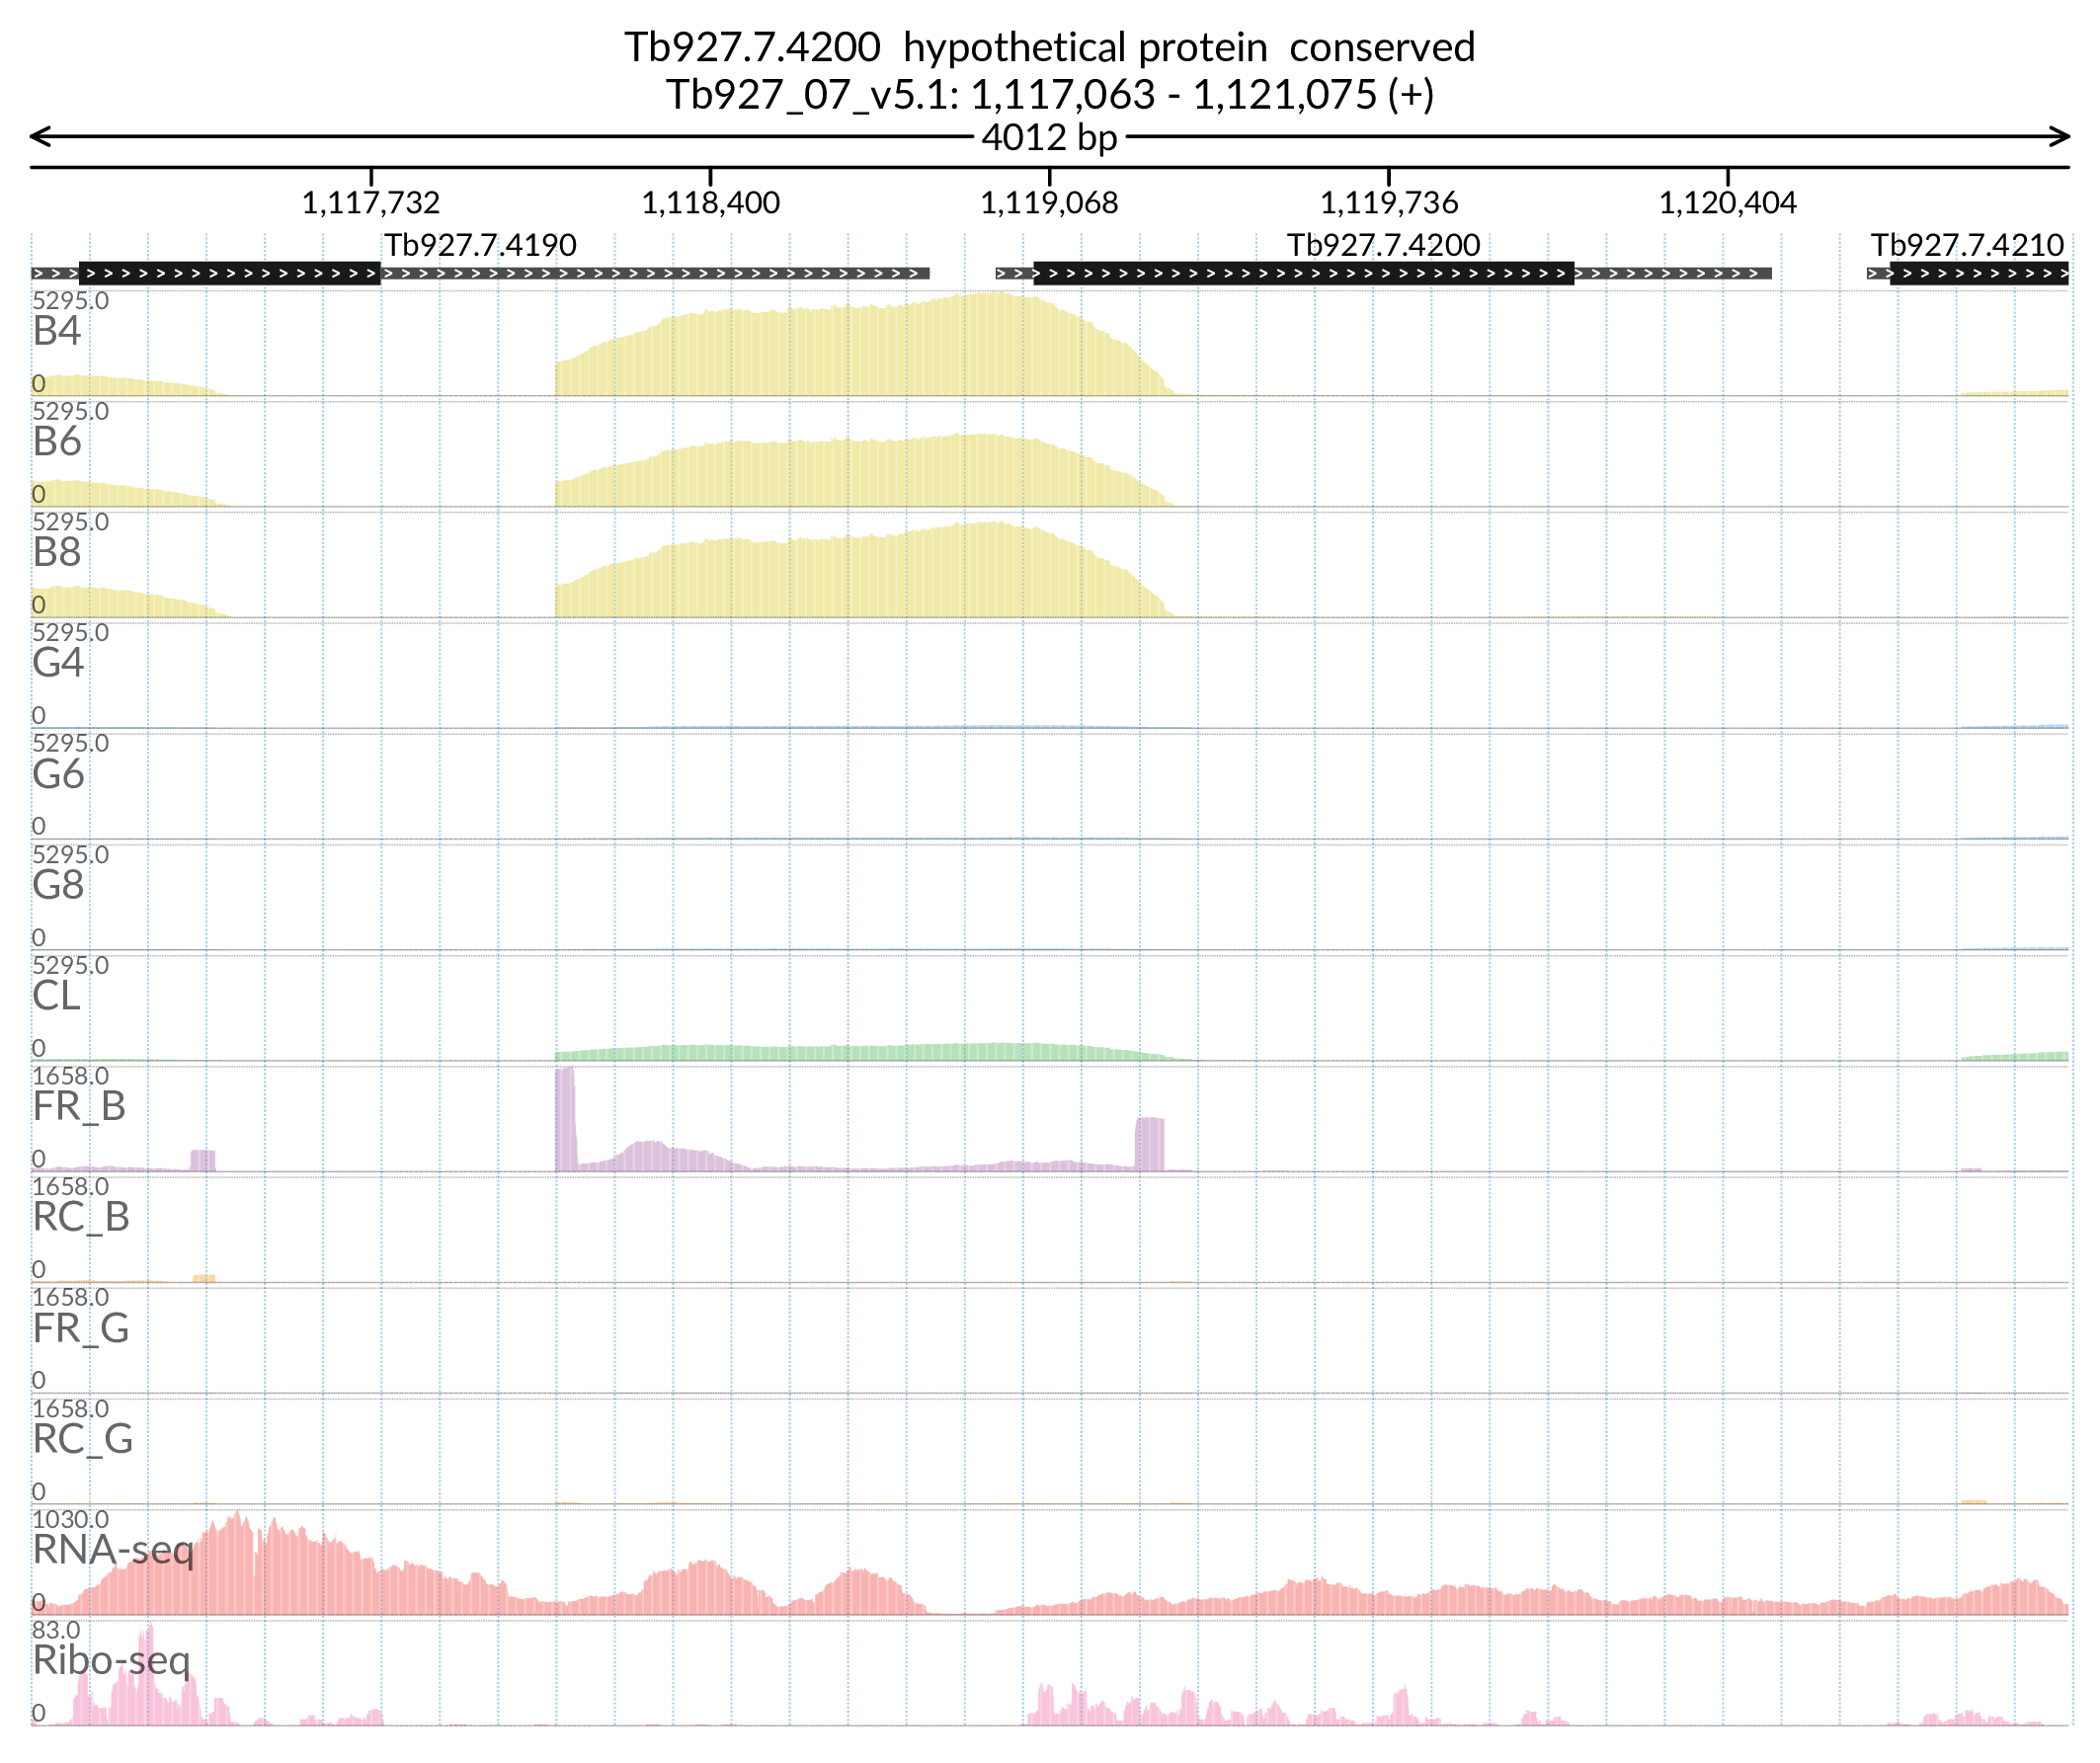 Tb927.7.4200  hypothetical protein  conserved
Tb927_07_v5.1: 1,117,063 - 1,121,075 (+)
4012 bp
1,117,732 1,118,400 1,119,068 1,119,736 1,120,404
Tb927.7.4190 Tb927.7.4200 Tb927.7.4210
5295.0
B4
0
5295.0
B6
0
5295.0
B8
0
5295.0
G4
0
5295.0
G6
0
5295.0
G8
0
5295.0
CL
0
1658.0
FR_B
0
1658.0
RC_B
0
1658.0
FR_G
0
1658.0
RC_G
0
1030.0
RNA-seq
0
83.0
Ribo-seq
0